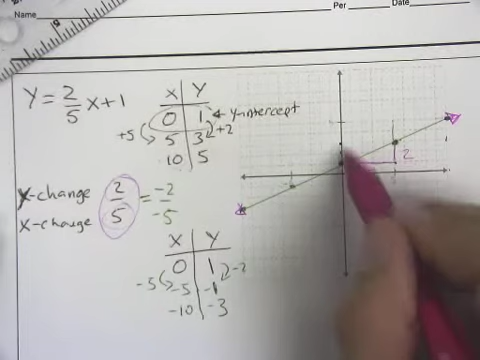 Name Per Date
Y = 2/5 X + 1
X Y
0 1 ← y-intercept
+5 5 3 +2
10 5
Y-change 2 = -2
X-change 5 -5
2
X Y
0 1 -2
-5 -5 -1
-10 -3